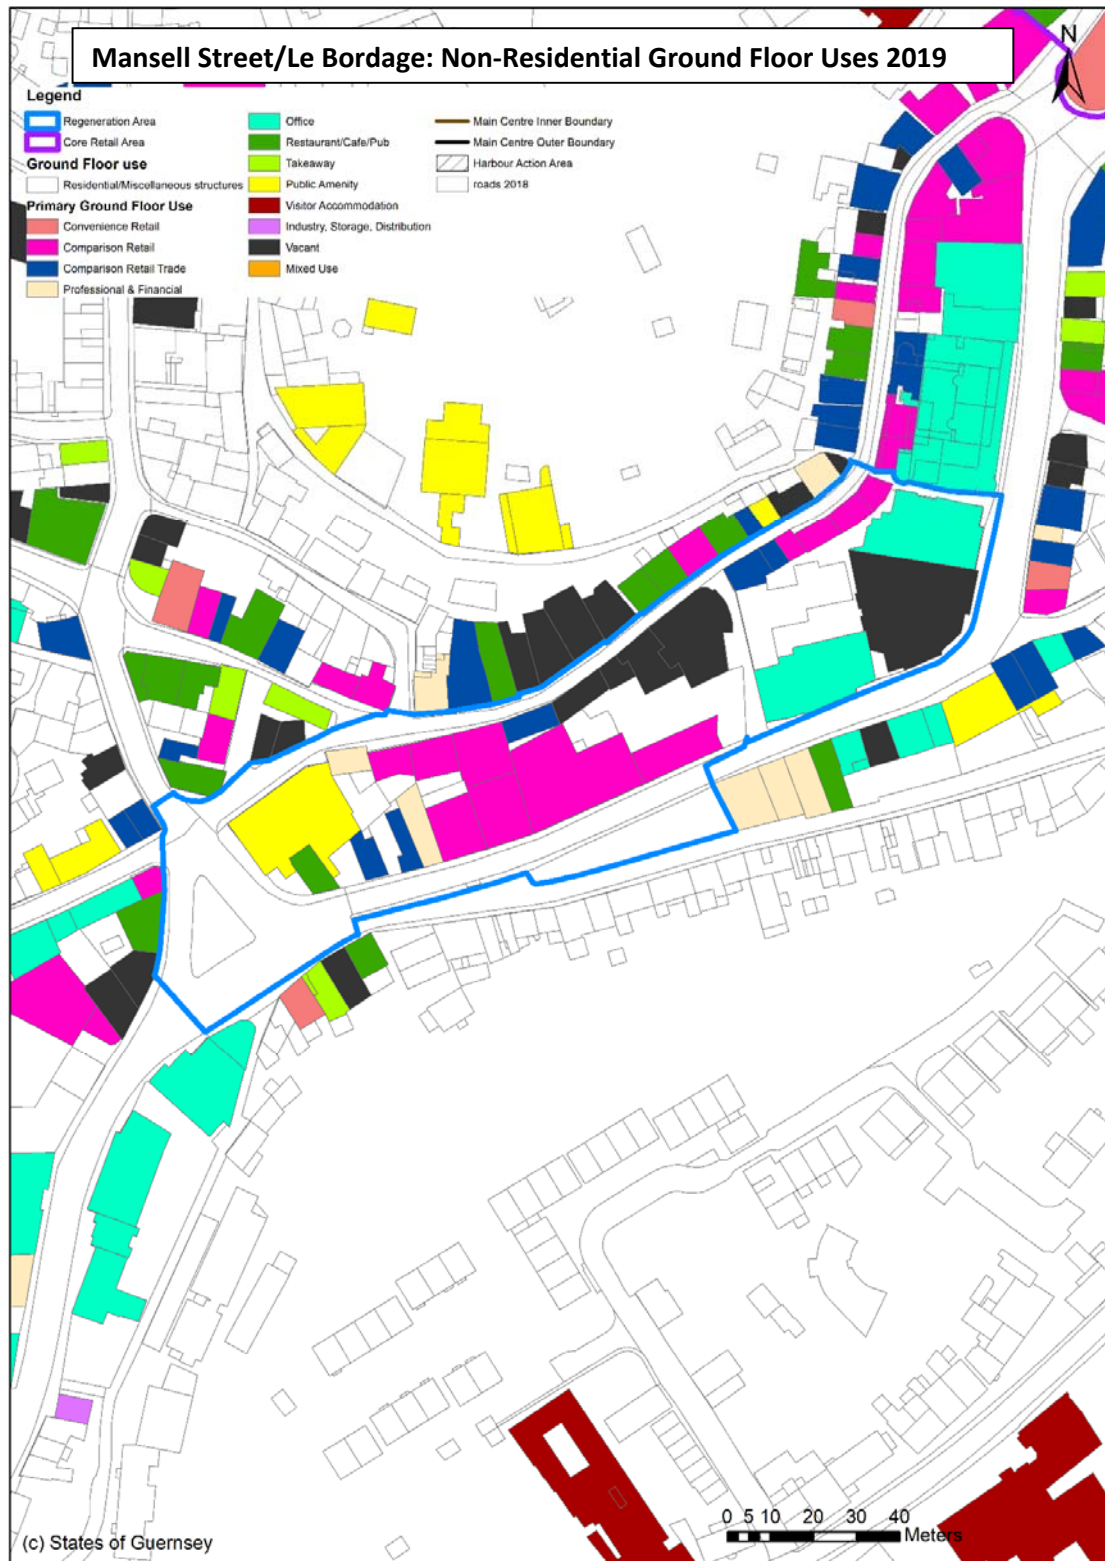 Mansell Street/Le Bordage: Non-Residential Ground Floor Uses 2019
N
Legend
Regeneration Area
Core Retail Area
Ground Floor use
Residential/Miscellaneous structures
Primary Ground Floor Use
Convenience Retail
Comparison Retail
Comparison Retail Trade
Professional & Financial
Office
Restaurant/Cafe/Pub
Takeaway
Public Amenity
Visitor Accommodation
Industry, Storage, Distribution
Vacant
Mixed Use
Main Centre Inner Boundary
Main Centre Outer Boundary
Harbour Action Area
roads 2018
0 5 10 20 30 40
Meters
(c) States of Guernsey